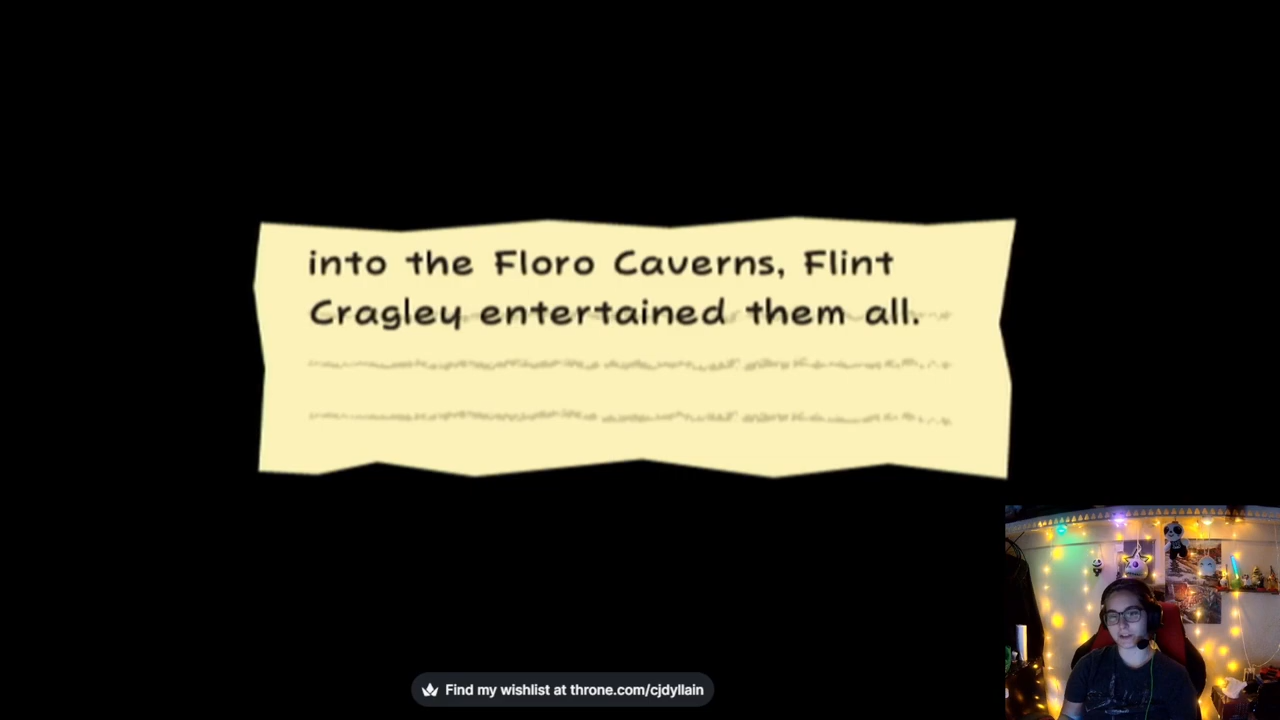 into the Floro Caverns, Flint
Cragley entertained them all.
Find my wishlist at throne.com/cjdyllain